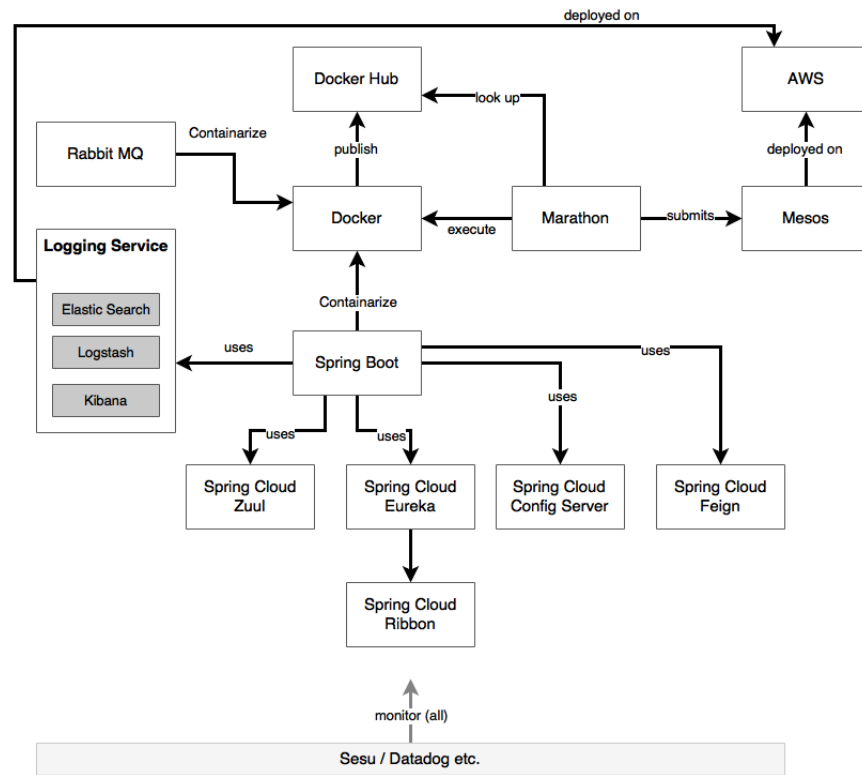 deployed on
Docker Hub
AWS
look up
Rabbit MQ
Containarize
publish
deployed on
Docker
Marathon
Mesos
execute
submits
Logging Service
Elastic Search
Logstash
Kibana
Containarize
uses
Spring Boot
uses
uses
uses
uses
Spring Cloud
Zuul
Spring Cloud
Eureka
Spring Cloud
Config Server
Spring Cloud
Feign
Spring Cloud
Ribbon
monitor (all)
Sesu / Datadog etc.